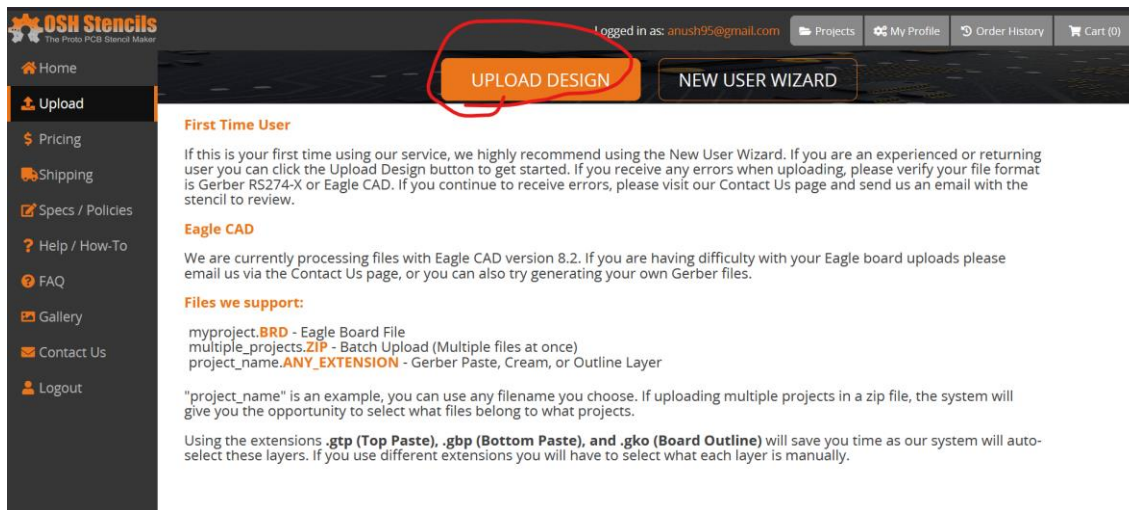 OSH Stencils
The Proto PCB Stencil Maker
Logged in as: anush95@gmail.com
Projects
My Profile
Order History
Cart (0)
Home
Upload
Pricing
Shipping
Specs / Policies
Help / How-To
FAQ
Gallery
Contact Us
Logout
UPLOAD DESIGN
NEW USER WIZARD
First Time User
If this is your first time using our service, we highly recommend using the New User Wizard. If you are an experienced or returning
user you can click the Upload Design button to get started. If you receive any errors when uploading, please verify your file format
is Gerber RS274-X or Eagle CAD. If you continue to receive errors, please visit our Contact Us page and send us an email with the
stencil to review.
Eagle CAD
We are currently processing files with Eagle CAD version 8.2. If you are having difficulty with your Eagle board uploads please
email us via the Contact Us page, or you can also try generating your own Gerber files.
Files we support:
myproject.BRD - Eagle Board File
multiple_projects.ZIP - Batch Upload (Multiple files at once)
project_name.ANY_EXTENSION - Gerber Paste, Cream, or Outline Layer
"project_name" is an example, you can use any filename you choose. If uploading multiple projects in a zip file, the system will
give you the opportunity to select what files belong to what projects.
Using the extensions .gtp (Top Paste), .gbp (Bottom Paste), and .gko (Board Outline) will save you time as our system will auto-
select these layers. If you use different extensions you will have to select what each layer is manually.